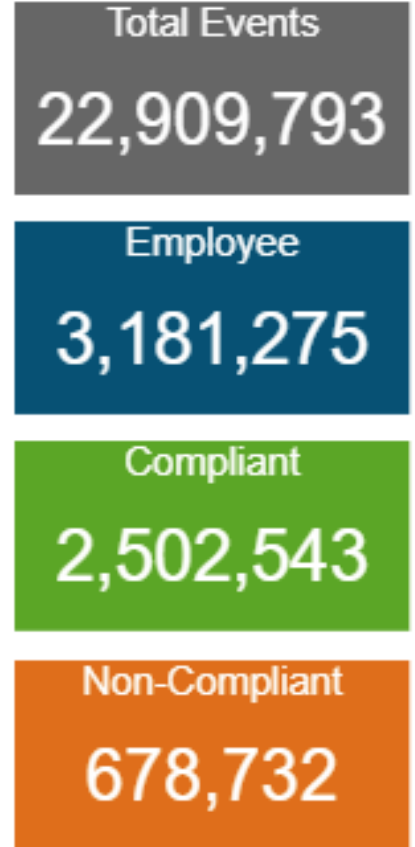 Total Events
22,909,793
Employee
3,181,275
Compliant
2,502,543
Non-Compliant
678,732